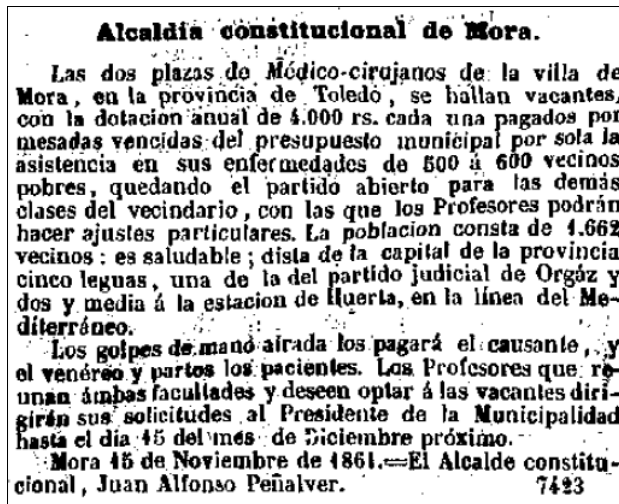 Alcaldía constitucional de Mora.
Las dos plazas de Médico-cirujanos de la villa de
Mora, en la provincia de Toledo, se hallan vacantes,
con la dotacion anual de 4.000 rs. cada una pagados por
mesadas vencidas del presupuesto municipal por sola la
asistencia en sus enfermedades de 500 á 600 vecinos
pobres, quedando el partido abierto para las demás
clases del vecindario, con las que los Profesores podrán
hacer ajustes particulares. La poblacion consta de 1.662
vecinos: es saludable; dista de la capital de la provincia
cinco leguas, una de la del partido judicial de Orgáz y
dos y media á la estacion de Huerta, en la línea del Me-
diterráneo.
Los golpes de mano airada los pagará el causante, y
el venéreo y partos los pacientes. Los Profesores que re-
unan ámbas facultades y deseen optar á las vacantes diri-
girán sus solicitudes al Presidente de la Municipalidad
hasta el dia 15 del mes de Diciembre próximo.
Mora 15 de Noviembre de 1861.=El Alcalde constitu-
cional, Juan Alfonso Peñalver. 7423